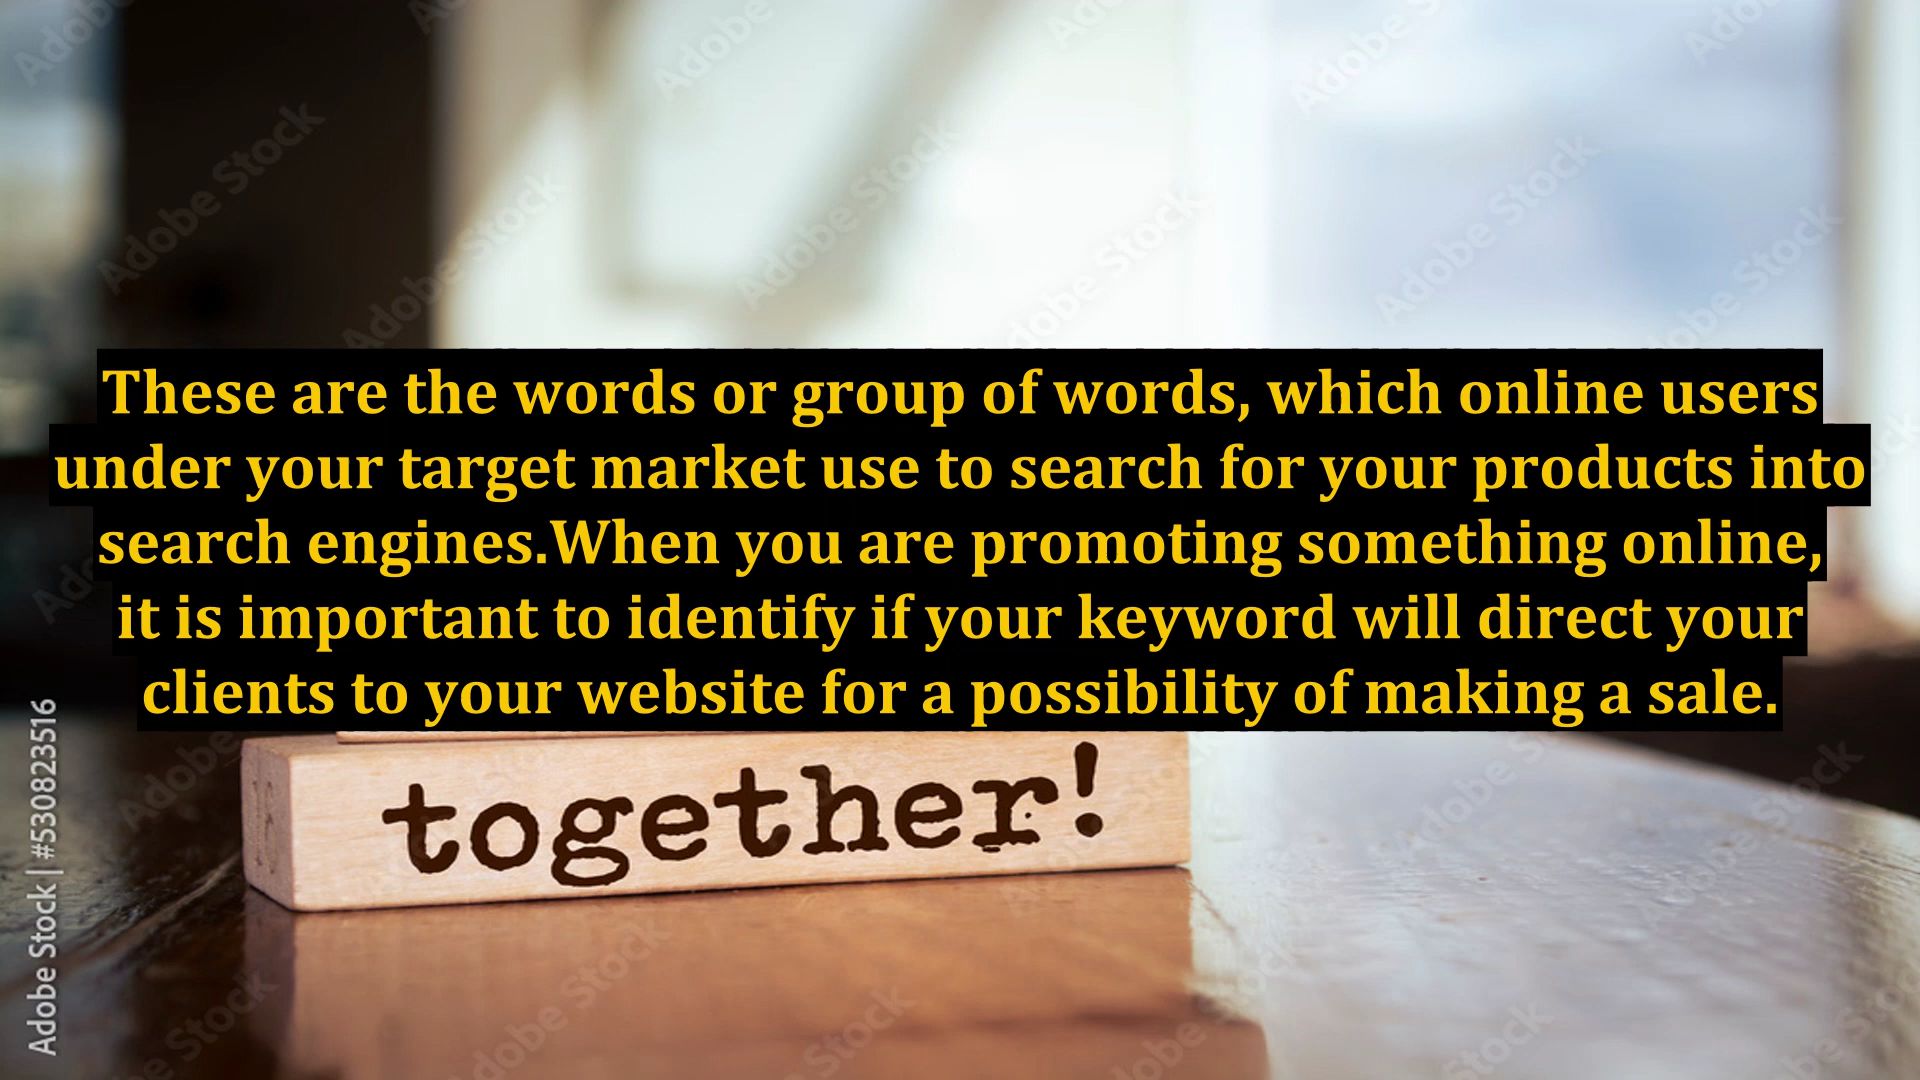 These are the words or group of words, which online users
under your target market use to search for your products into
search engines.When you are promoting something online,
it is important to identify if your keyword will direct your
clients to your website for a possibility of making a sale.
together!
Adobe Stock | #530823516
Adobe Stock